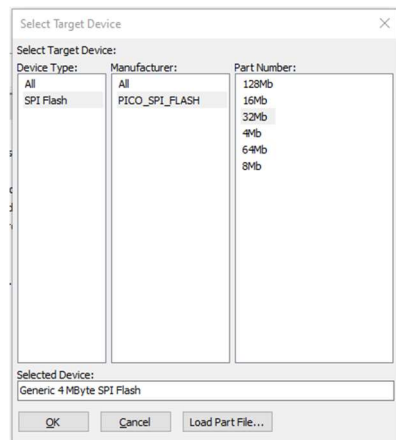 Select Target Device
Select Target Device:
Device Type:
All
SPI Flash
Manufacturer:
All
PICO_SPI_FLASH
Part Number:
128Mb
16Mb
32Mb
4Mb
64Mb
8Mb
Selected Device:
Generic 4 MByte SPI Flash
OK
Cancel
Load Part File...